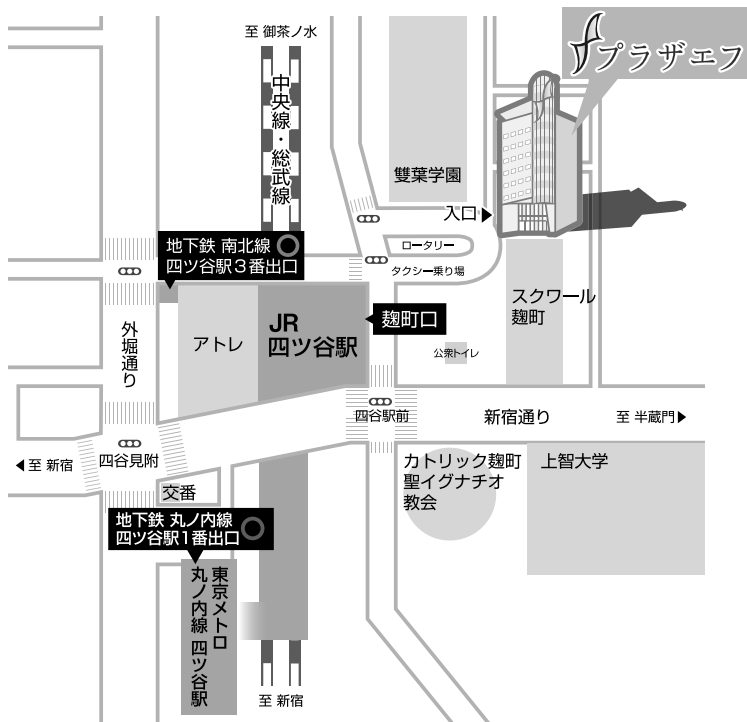 プラザエフ
至 御茶ノ水
中央線・総武線
雙葉学園
入口
ロータリー
タクシー乗り場
地下鉄 南北線
四ツ谷駅3番出口
外堀通り
アトレ
JR
四ツ谷駅
麹町口
スクワール
麹町
公衆トイレ
四谷駅前
新宿通り
至 半蔵門
至 新宿
四谷見附
カトリック麹町
聖イグナチオ
教会
上智大学
交番
地下鉄 丸ノ内線
四ツ谷駅1番出口
東京メトロ
丸ノ内線 四ツ谷駅
至 新宿